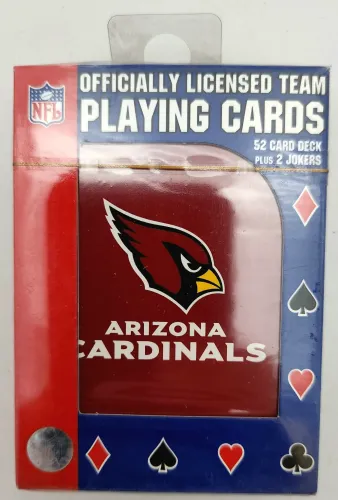 NFL
OFFICIALLY LICENSED TEAM
PLAYING CARDS
52 CARD DECK
PLUS 2 JOKERS
ARIZONA
CARDINALS